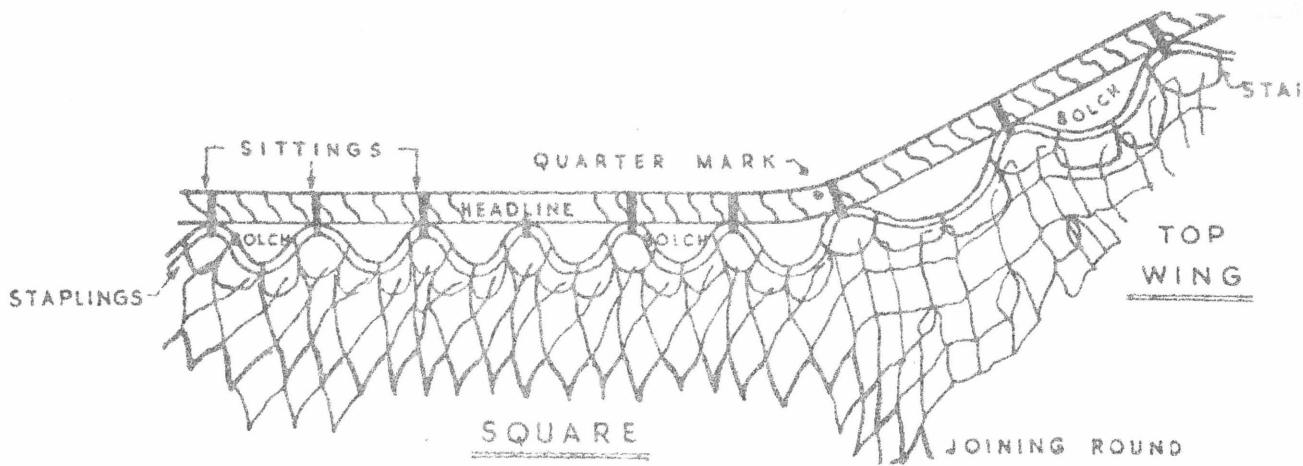 SITTINGS
QUARTER MARK
HEADLINE
BOLCH
BOLCH
BOLCH
STAPLINGS
TOP
WING
SQUARE
JOINING ROUND